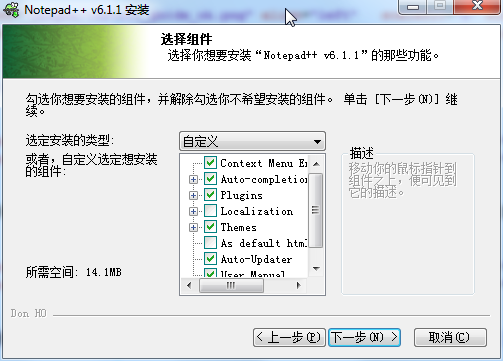 Notepad++ v6.1.1 安装
选择组件
选择你想要安装“Notepad++ v6.1.1”的那些功能。
勾选你想要安装的组件，并解除勾选你不希望安装的组件。 单击 [下一步(N)] 继
续。
选定安装的类型:
自定义
或者，自定义选定想安装
的组件:
Context Menu En
Auto-completion
Plugins
Localization
Themes
As default html
Auto-Updater
User Manual
描述
移动你的鼠标指针到
组件之上，便可见到
它的描述。
所需空间: 14.1MB
Don HO
< 上一步(P)
下一步(N) >
取消(C)